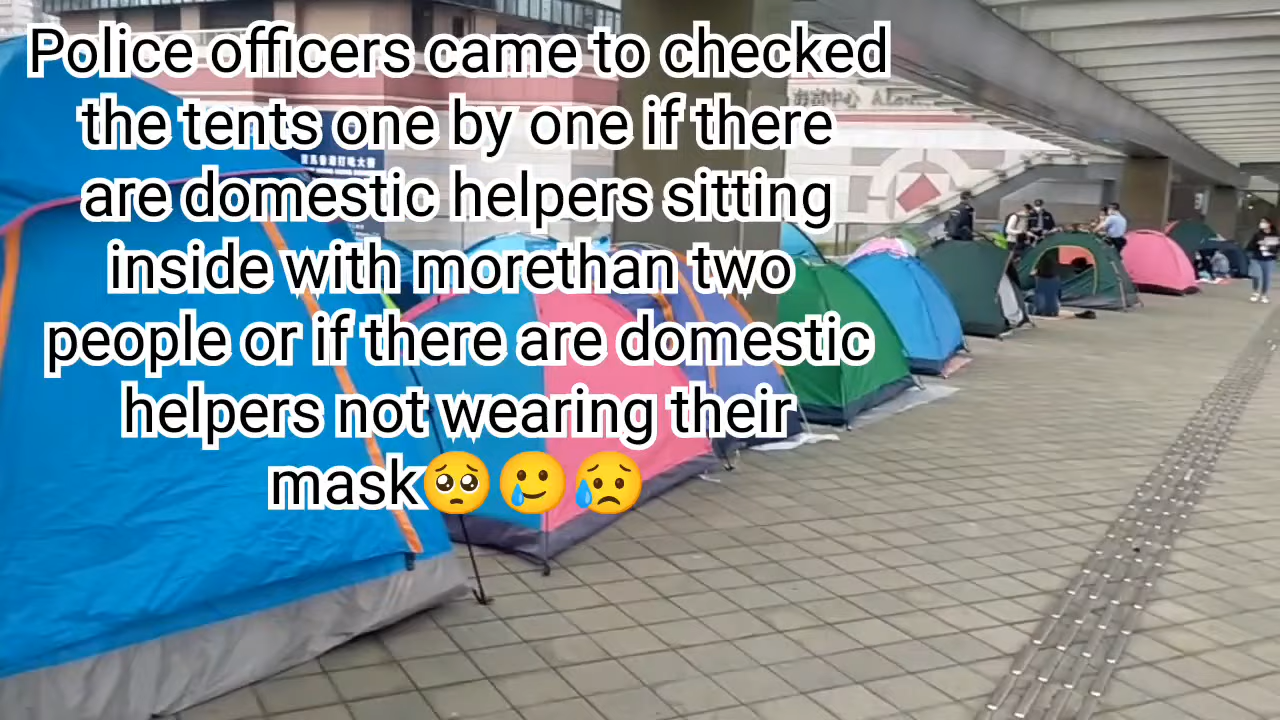 Police officers came to checked
the tents one by one if there
are domestic helpers sitting
inside with morethan two
people or if there are domestic
helpers not wearing their
mask🥺🥲😥